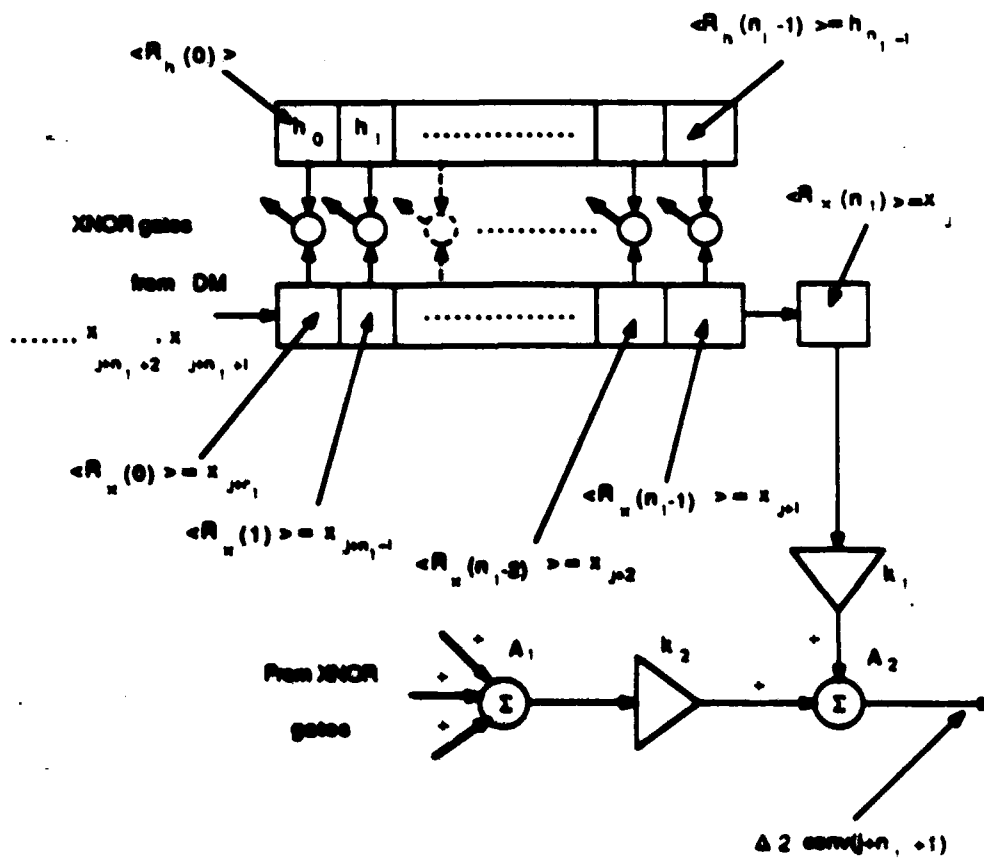 <R_h(n_1-1)>=h_{n_1-1}
<R_h(0)>
h_0 h_1 ................
XNOR gates ................
<R_x(n_1)>=x_j
from DM
....... x_{j+n_1+2} . x_{j+n_1+1} ................
<R_x(0)>=x_{j+n_1}
<R_x(n_1-1)>=x_{j+1}
<R_x(1)>=x_{j+n_1-1}
<R_x(n_1-2)>=x_{j+2}
k_1
+ A_1 k_2 + A_2
From XNOR + Σ + Σ
gates +
Δ2 conv(j+n_1+1)